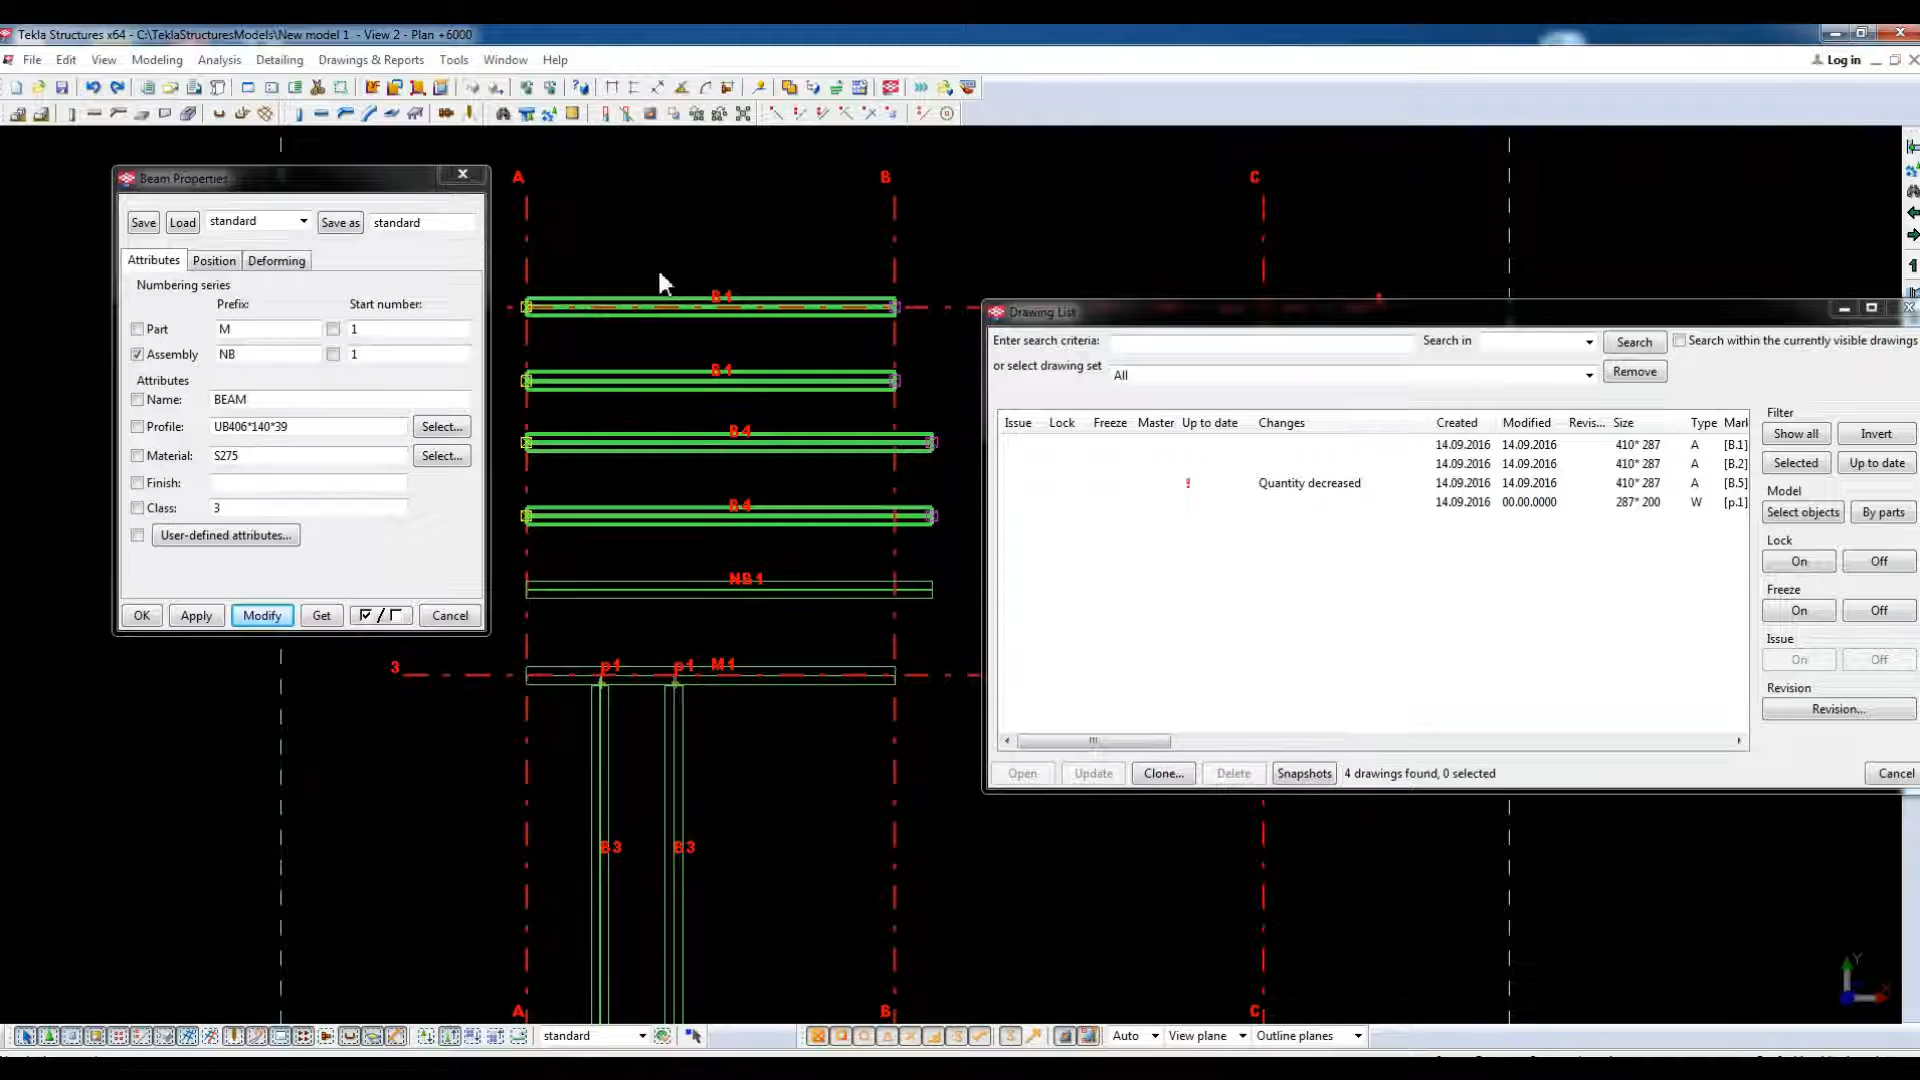 Tekla Structures x64 - C:\TeklaStructuresModels\New model 1 - View 2 - Plan +6000
File Edit View Modeling Analysis Detailing Drawings & Reports Tools Window Help
Log in
Beam Properties
Save Load standard Save as standard
Attributes Position Deforming
Numbering series
Prefix: Start number:
Part M 1
Assembly NB 1
Attributes
Name: BEAM
Profile: UB406*140*39 Select...
Material: S275 Select...
Finish:
Class: 3
User-defined attributes...
OK Apply Modify Get / Cancel
A B C
B4
B4
B4
B4
NB1
3 p1 p1 M1
B3 B3
A B C
Drawing List
Enter search criteria: Search in Search Search within the currently visible drawings
or select drawing set All Remove
Issue Lock Freeze Master Up to date Changes Created Modified Revis... Size Type Mark
14.09.2016 14.09.2016 410* 287 A [B.1]
14.09.2016 14.09.2016 410* 287 A [B.2]
! Quantity decreased 14.09.2016 14.09.2016 410* 287 A [B.5]
14.09.2016 00.00.0000 287* 200 W [p.1]
Filter
Show all Invert
Selected Up to date
Model
Select objects By parts
Lock
On Off
Freeze
On Off
Issue
On Off
Revision
Revision...
Open Update Clone... Delete Snapshots 4 drawings found, 0 selected Cancel
Y
standard Auto View plane Outline planes